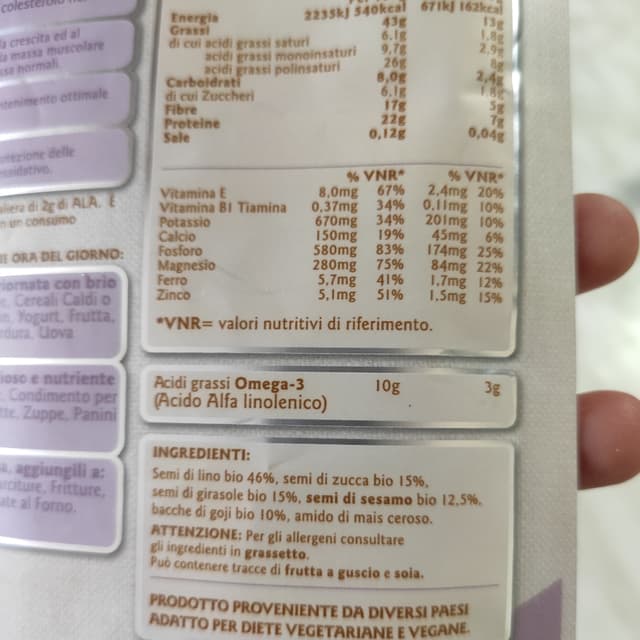 colesterolo
la crescita ed al
a massa muscolare
ssa normali.
ntenimento ottimale
otezione delle
ossidativo.
aliera di 2g di ALA. È
un consumo
E ORA DEL GIORNO:
giornata con brio
Cereali Caldi o
Yogurt, Frutta,
rdura, Uova
oso e nutriente
Condimento per
tte, Zuppe, Panini
a, aggiungili a:
Fritture,
ate al Forno.
Energia 2235kJ 540kcal 671kJ 162kcal
Grassi 43g 13g
di cui acidi grassi saturi 6,1g 1,8g
acidi grassi monoinsaturi 9,7g 2,9g
acidi grassi polinsaturi 26g 8g
Carboidrati 8,0g 2,4g
di cui Zuccheri 6,1g 1,8g
Fibre 17g 5g
Proteine 22g 7g
Sale 0,12g 0,04g
% VNR* % VNR*
Vitamina E 8,0mg 67% 2,4mg 20%
Vitamina B1 Tiamina 0,37mg 34% 0,11mg 10%
Potassio 670mg 34% 201mg 10%
Calcio 150mg 19% 45mg 6%
Fosforo 580mg 83% 174mg 25%
Magnesio 280mg 75% 84mg 22%
Ferro 5,7mg 41% 1,7mg 12%
Zinco 5,1mg 51% 1.5mg 15%
*VNR= valori nutritivi di riferimento.
Acidi grassi Omega-3 10g 3g
(Acido Alfa linolenico)
INGREDIENTI:
Semi di lino bio 46%, semi di zucca bio 15%,
semi di girasole bio 15%, semi di sesamo bio 12,5%,
bacche di goji bio 10%, amido di mais ceroso.
ATTENZIONE: Per gli allergeni consultare
gli ingredienti in grassetto.
Può contenere tracce di frutta a guscio e soia.
PRODOTTO PROVENIENTE DA DIVERSI PAESI
ADATTO PER DIETE VEGETARIANE E VEGANE.